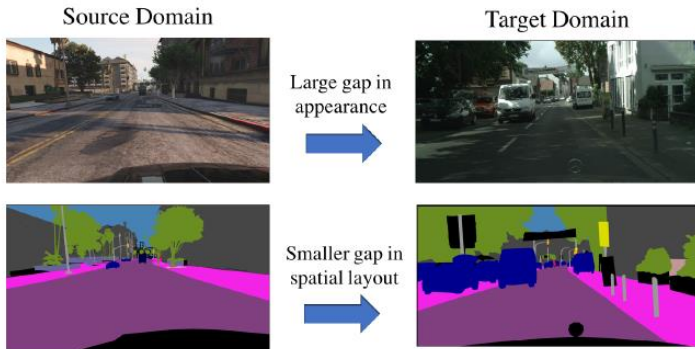 Source Domain
Target Domain
Large gap in
appearance
Smaller gap in
spatial layout